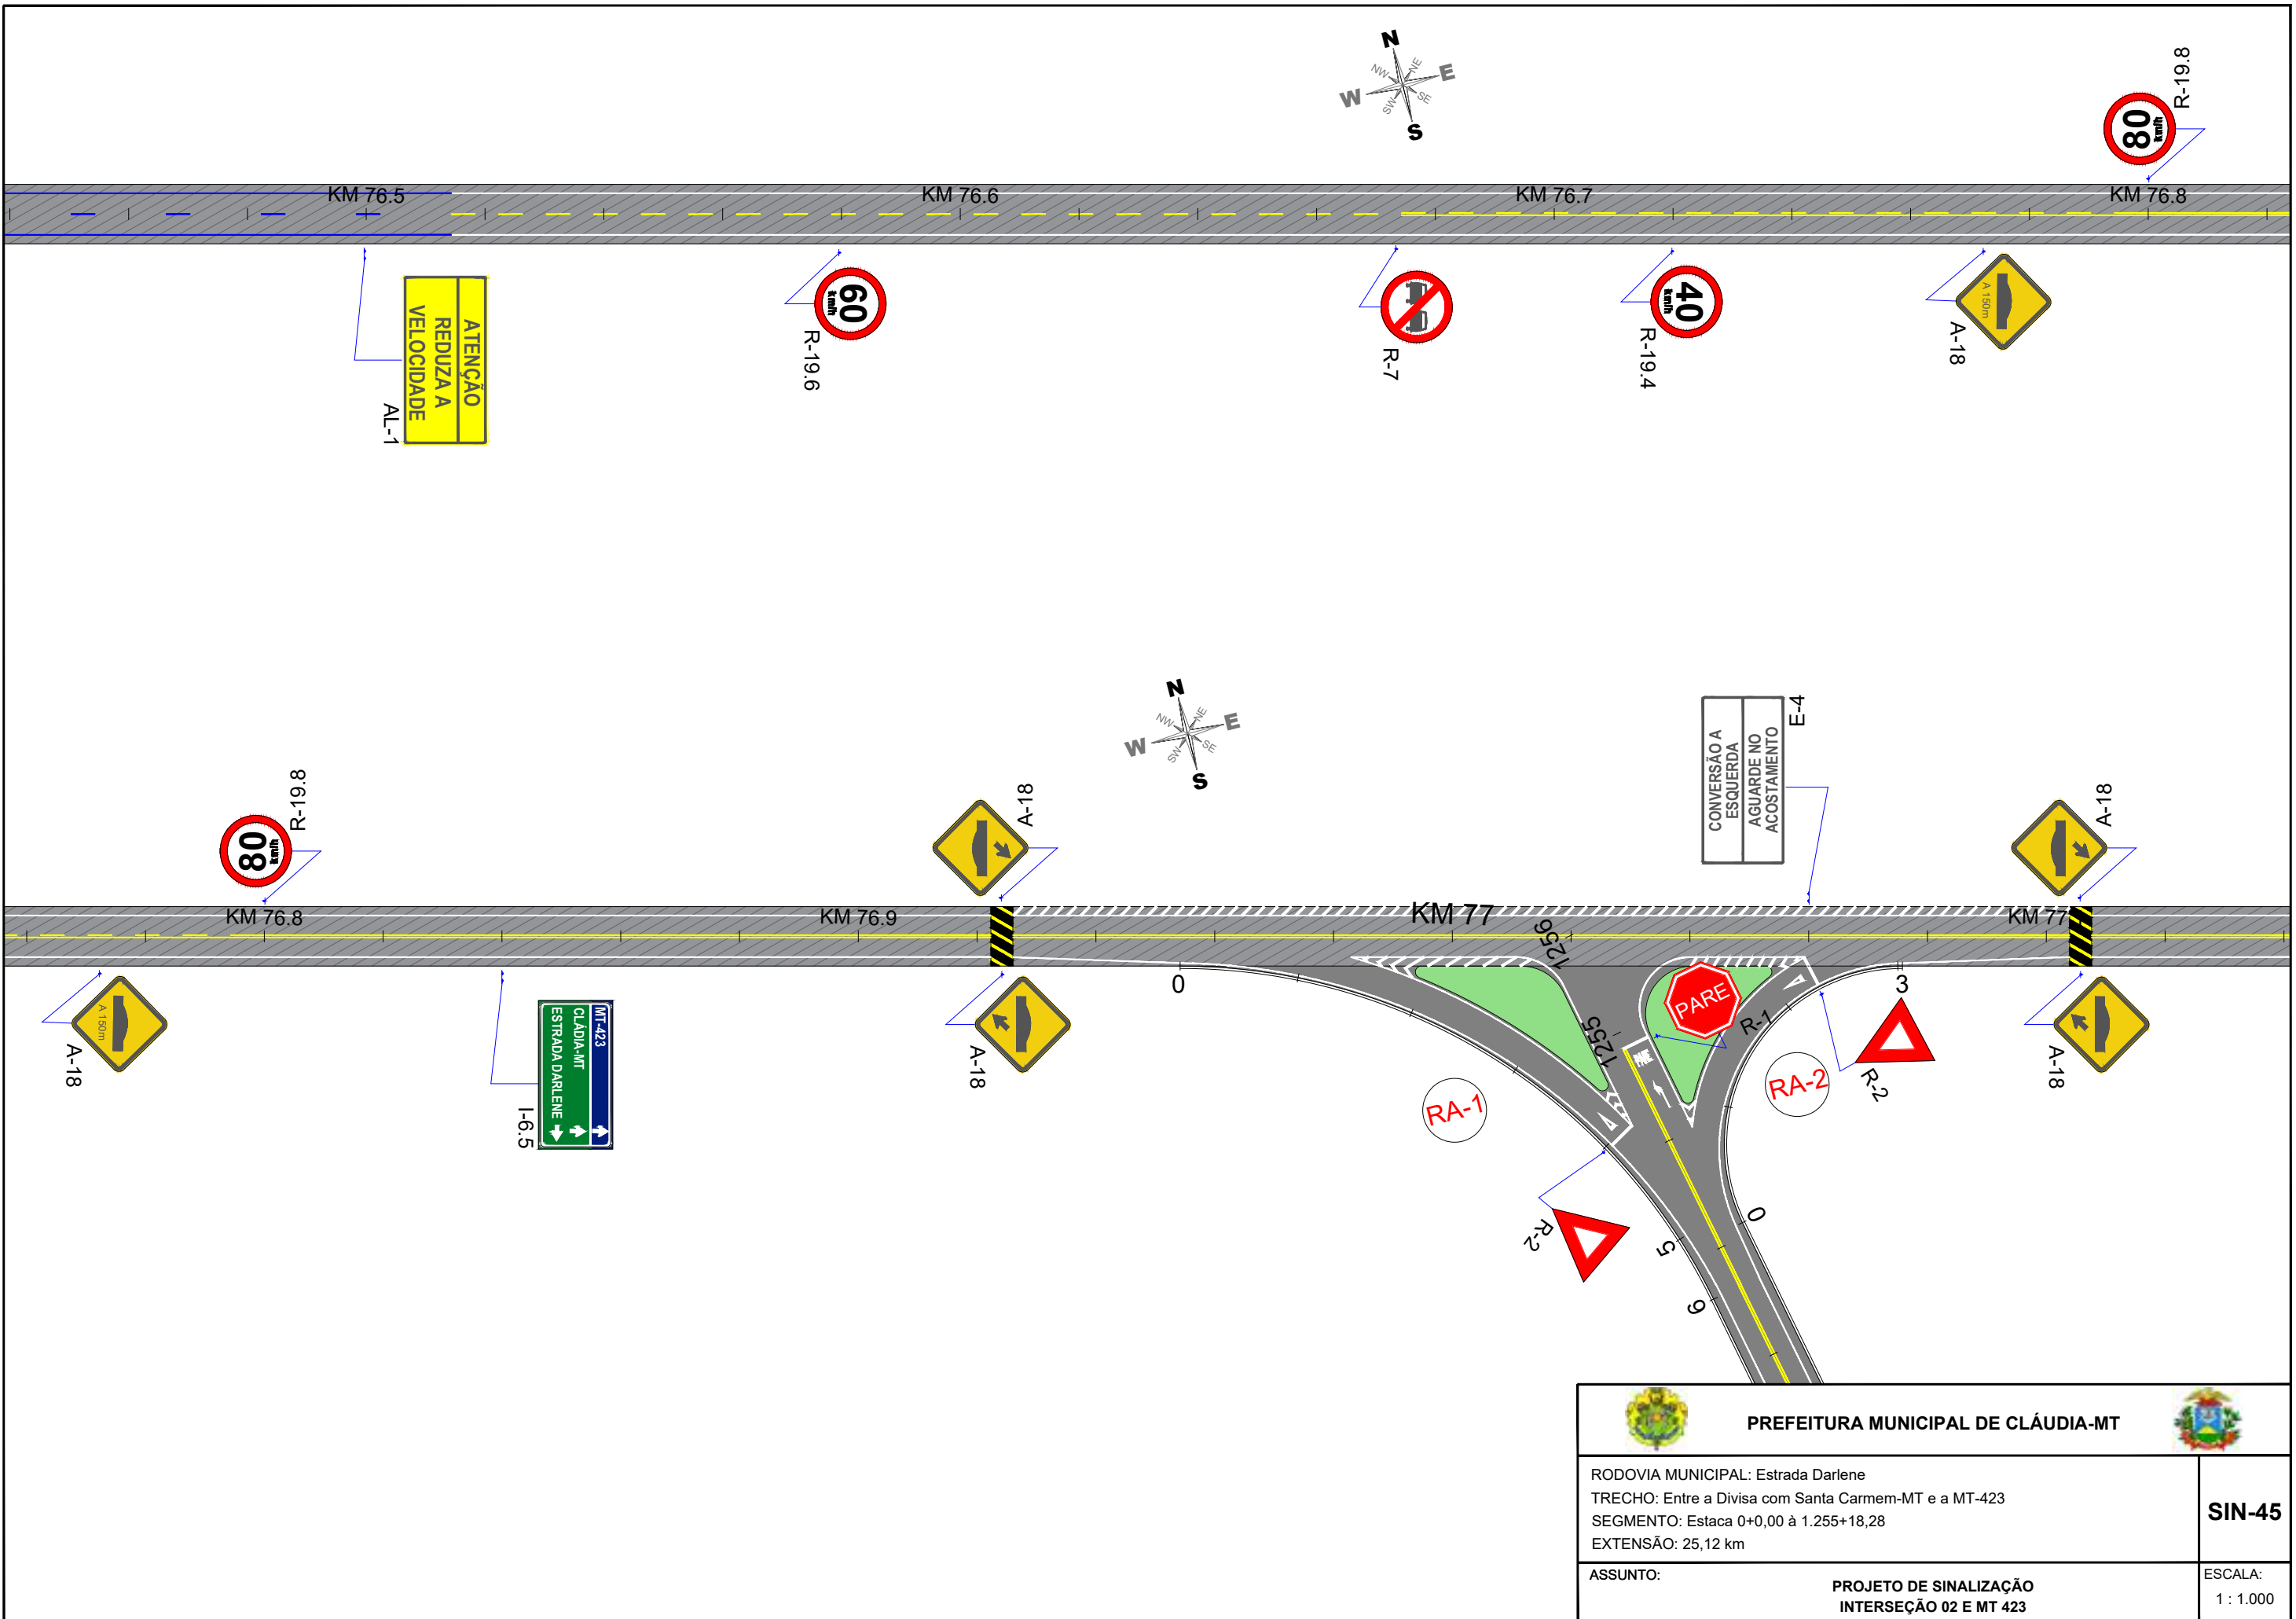 N
NW
NE
W
E
SW
SE
S
R-19.8
80
km/h
KM 76.5
KM 76.6
KM 76.7
KM 76.8
ATENÇÃO
REDUZA A
VELOCIDADE
AL-1
60
km/h
R-19.6
R-7
40
km/h
R-19.4
A 150m
A-18
N
NW
NE
W
E
SW
SE
S
CONVERSÃO A
ESQUERDA
AGUARDE NO
ACOSTAMENTO
E-4
R-19.8
80
km/h
A-18
A-18
KM 76.8
KM 76.9
KM 77
KM 77
1256
1255
0
3
A 150m
A-18
MT-423
CLÁDIA-MT
ESTRADA DARLENE
I-6.5
A-18
PARE
R-1
PARE
RA-1
RA-2
R-2
A-18
R-2
0
5
6
PREFEITURA MUNICIPAL DE CLÁUDIA-MT
RODOVIA MUNICIPAL: Estrada Darlene
TRECHO: Entre a Divisa com Santa Carmem-MT e a MT-423
SEGMENTO: Estaca 0+0,00 à 1.255+18,28
EXTENSÃO: 25,12 km
SIN-45
ASSUNTO:
PROJETO DE SINALIZAÇÃO
INTERSEÇÃO 02 E MT 423
ESCALA:
1 : 1.000